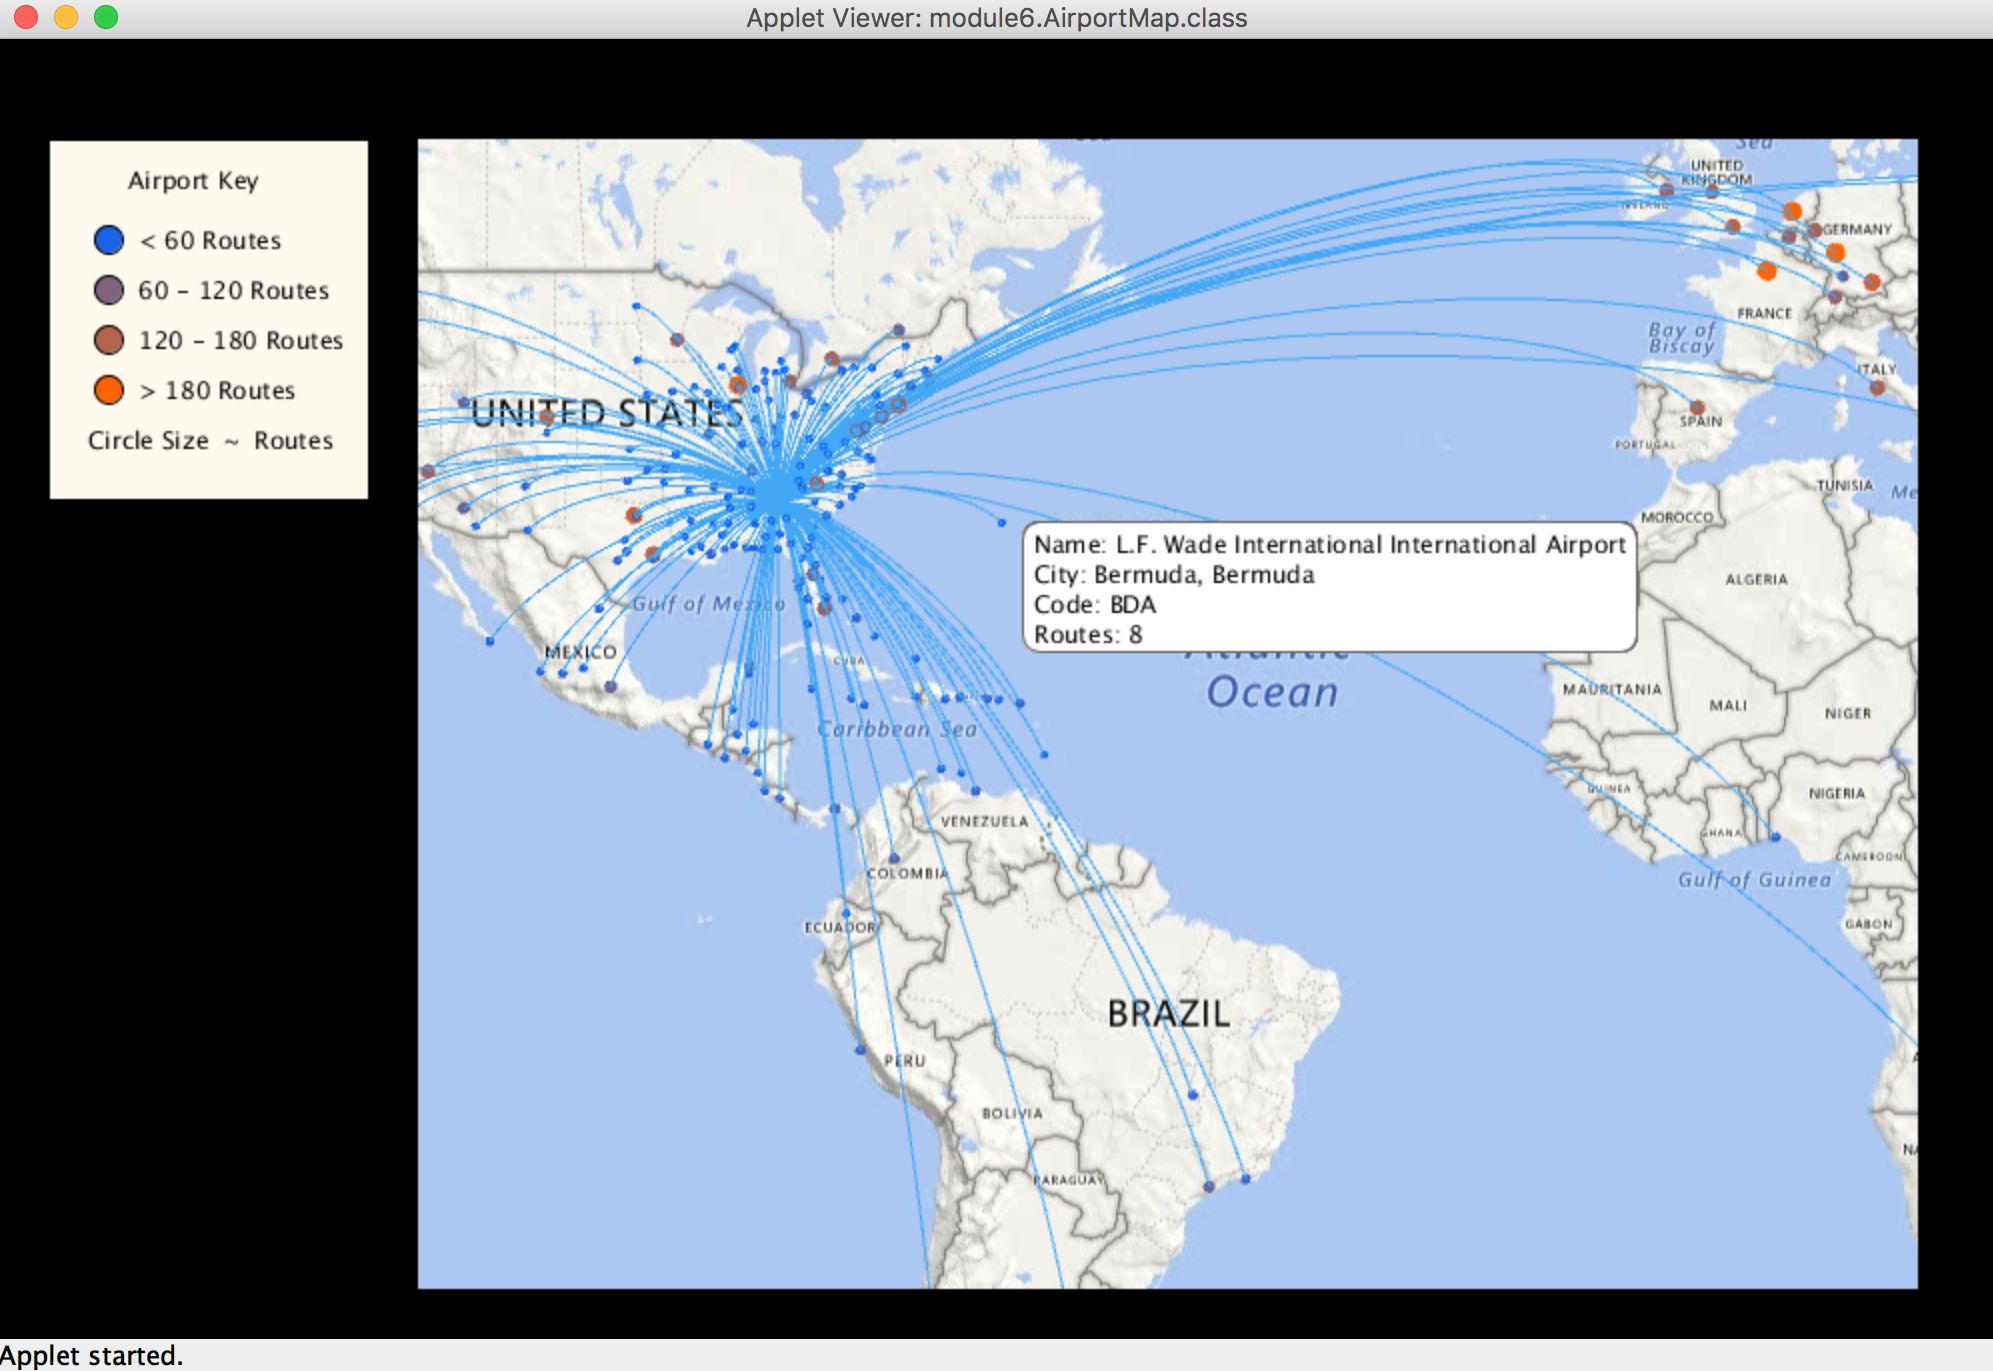 Applet Viewer: module6.AirportMap.class
Airport Key
< 60 Routes
60 – 120 Routes
120 – 180 Routes
> 180 Routes
Circle Size ~ Routes
Sea
UNITED
KINGDOM
IRELAND
GERMANY
FRANCE
Bay of
Biscay
ITALY
UNITED STATES
SPAIN
PORTUGAL
TUNISIA
Me
MOROCCO
Name: L.F. Wade International International Airport
City: Bermuda, Bermuda
Code: BDA
Routes: 8
ALGERIA
Gulf of Mexico
MEXICO
CUBA
Atlantic
Ocean
MAURITANIA
MALI
NIGER
Caribbean Sea
GUINEA
NIGERIA
VENEZUELA
GHANA
CAMEROON
COLOMBIA
Gulf of Guinea
ECUADOR
GABON
BRAZIL
PERU
A
BOLIVIA
NA
PARAGUAY
Applet started.